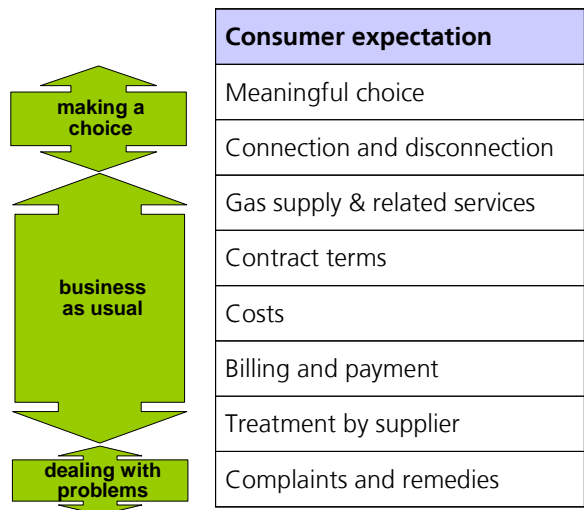 Consumer expectation
making a
choice
Meaningful choice
Connection and disconnection
business
as usual
Gas supply & related services
Contract terms
Costs
Billing and payment
Treatment by supplier
dealing with
problems
Complaints and remedies